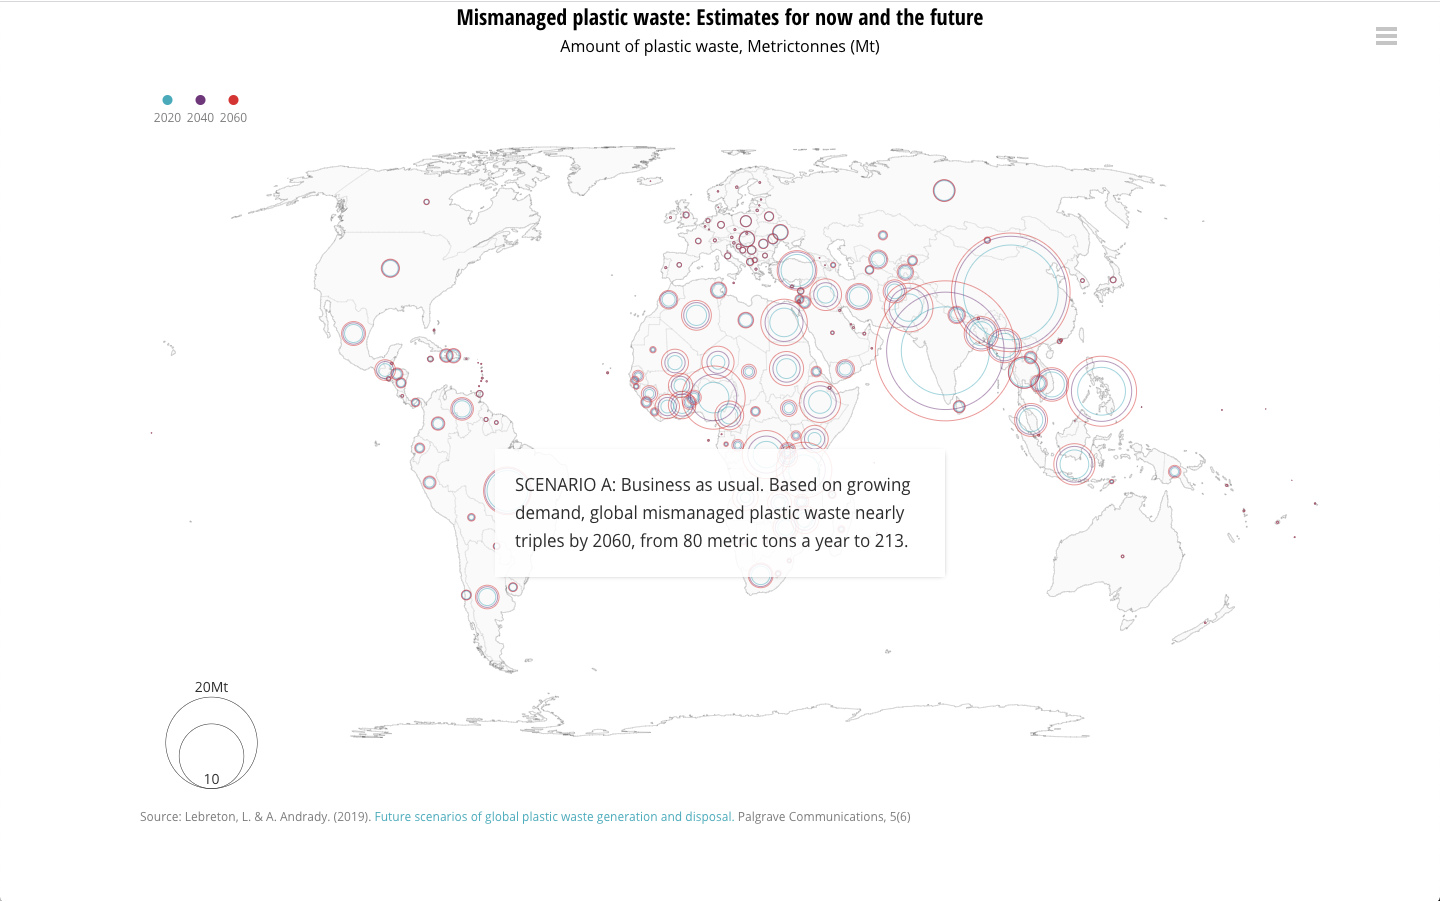 Mismanaged plastic waste: Estimates for now and the future
Amount of plastic waste, Metrictonnes (Mt)
2020 2040 2060
SCENARIO A: Business as usual. Based on growing
demand, global mismanaged plastic waste nearly
triples by 2060, from 80 metric tons a year to 213.
20Mt
10
Source: Lebreton, L. & A. Andrady. (2019). Future scenarios of global plastic waste generation and disposal. Palgrave Communications, 5(6)